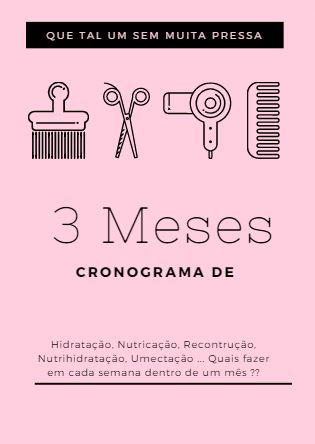 QUE TAL UM SEM MUITA PRESSA
3 Meses
CRONOGRAMA DE
Hidratação, Nutricação, Recontrução,
Nutrihidratação, Umectação ... Quais fazer
em cada semana dentro de um mês ??